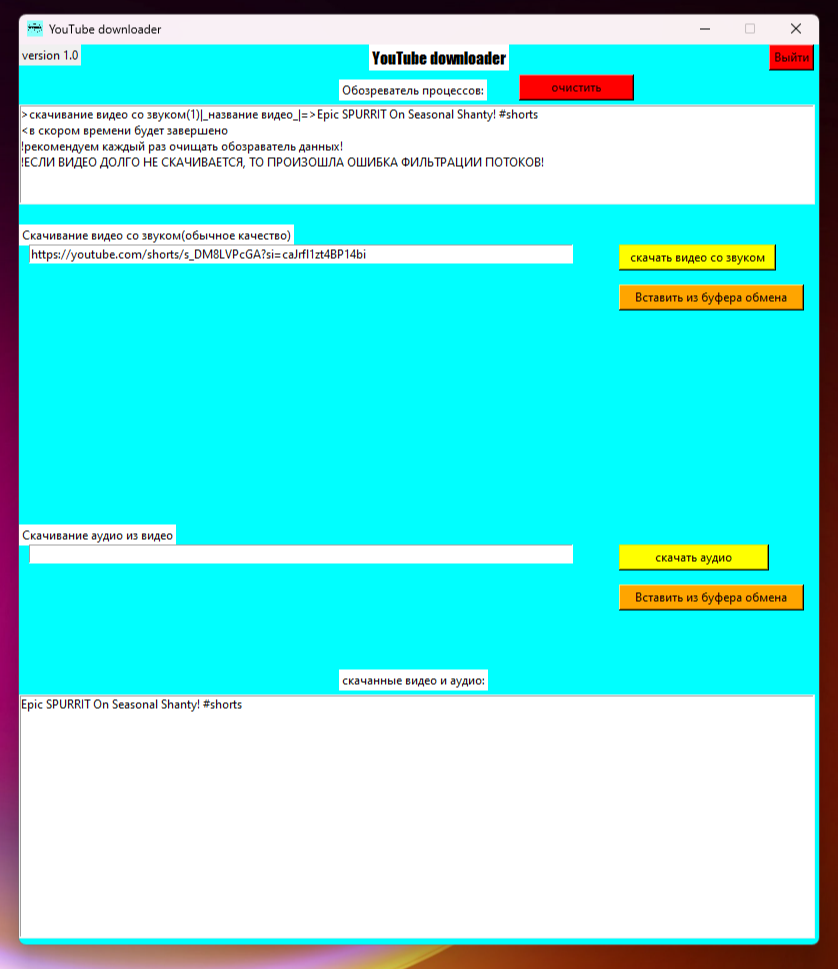 YouTube downloader
version 1.0
YouTube downloader
Выйти
Обозреватель процессов:
очистить
>скачивание видео со звуком(1)|_название видео_|=>Epic SPURRIT On Seasonal Shanty! #shorts
<в скором времени будет завершено
!рекомендуем каждый раз очищать обозраватель данных!
!ЕСЛИ ВИДЕО ДОЛГО НЕ СКАЧИВАЕТСЯ, ТО ПРОИЗОШЛА ОШИБКА ФИЛЬТРАЦИИ ПОТОКОВ!
Скачивание видео со звуком(обычное качество)
https://youtube.com/shorts/s_DM8LVPcGA?si=caJrfI1zt4BP14bi
скачать видео со звуком
Вставить из буфера обмена
Скачивание аудио из видео
скачать аудио
Вставить из буфера обмена
скачанные видео и аудио:
Epic SPURRIT On Seasonal Shanty! #shorts